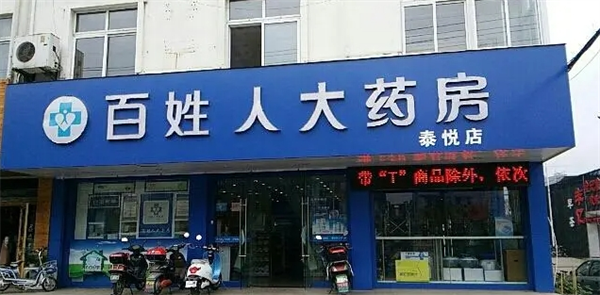 百姓人大药房
泰悦店
带“T”商品除外，依次